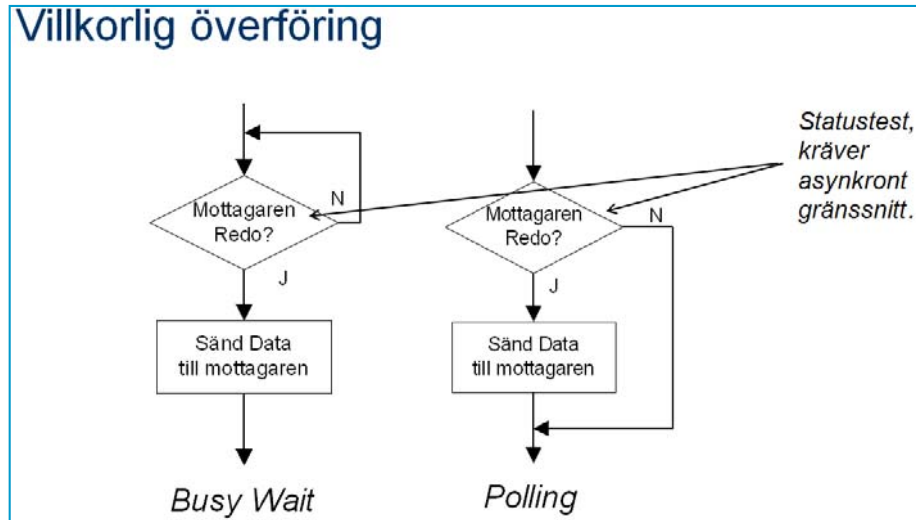 Villkorlig överföring
Statustest,
kräver
asynkront
gränssnitt.
N
Mottagaren
Redo?
J
Sänd Data
till mottagaren
Busy Wait
N
Mottagaren
Redo?
J
Sänd Data
till mottagaren
Polling